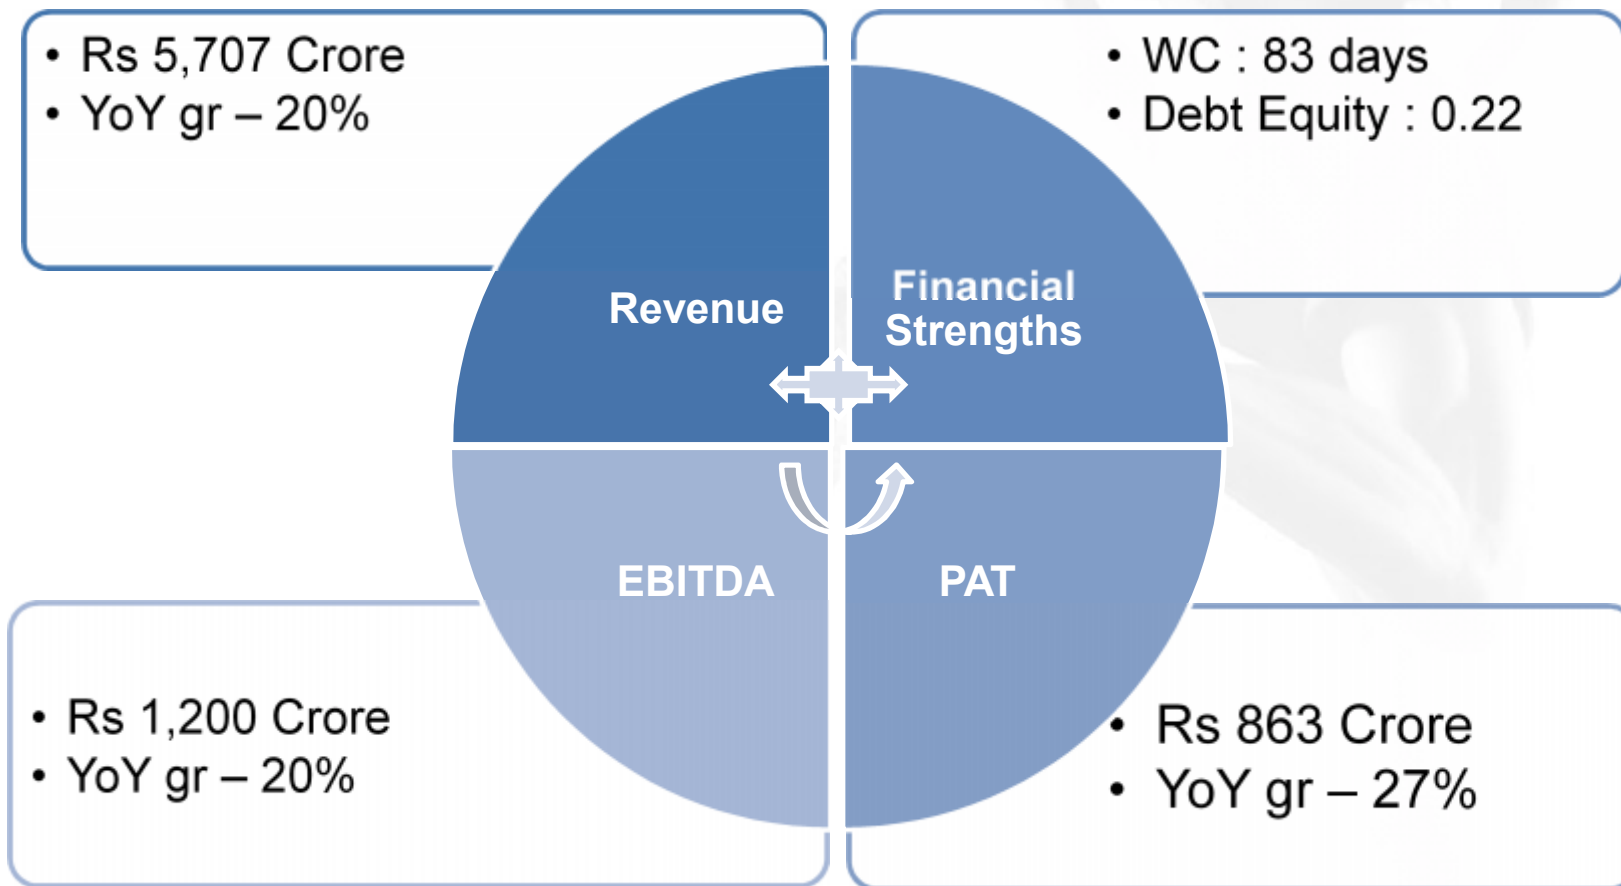 • Rs 5,707 Crore
• YoY gr – 20%
• WC : 83 days
• Debt Equity : 0.22
Revenue
Financial
Strengths
EBITDA
PAT
• Rs 1,200 Crore
• YoY gr – 20%
• Rs 863 Crore
• YoY gr – 27%